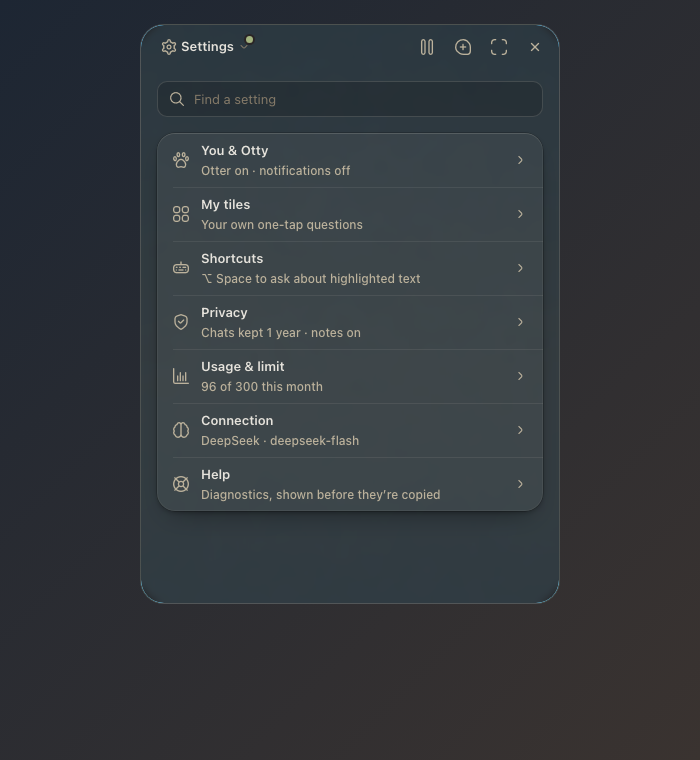 Settings
Find a setting
You & Otty
Otter on · notifications off
My tiles
Your own one-tap questions
Shortcuts
⌥ Space to ask about highlighted text
Privacy
Chats kept 1 year · notes on
Usage & limit
96 of 300 this month
Connection
DeepSeek · deepseek-flash
Help
Diagnostics, shown before they're copied